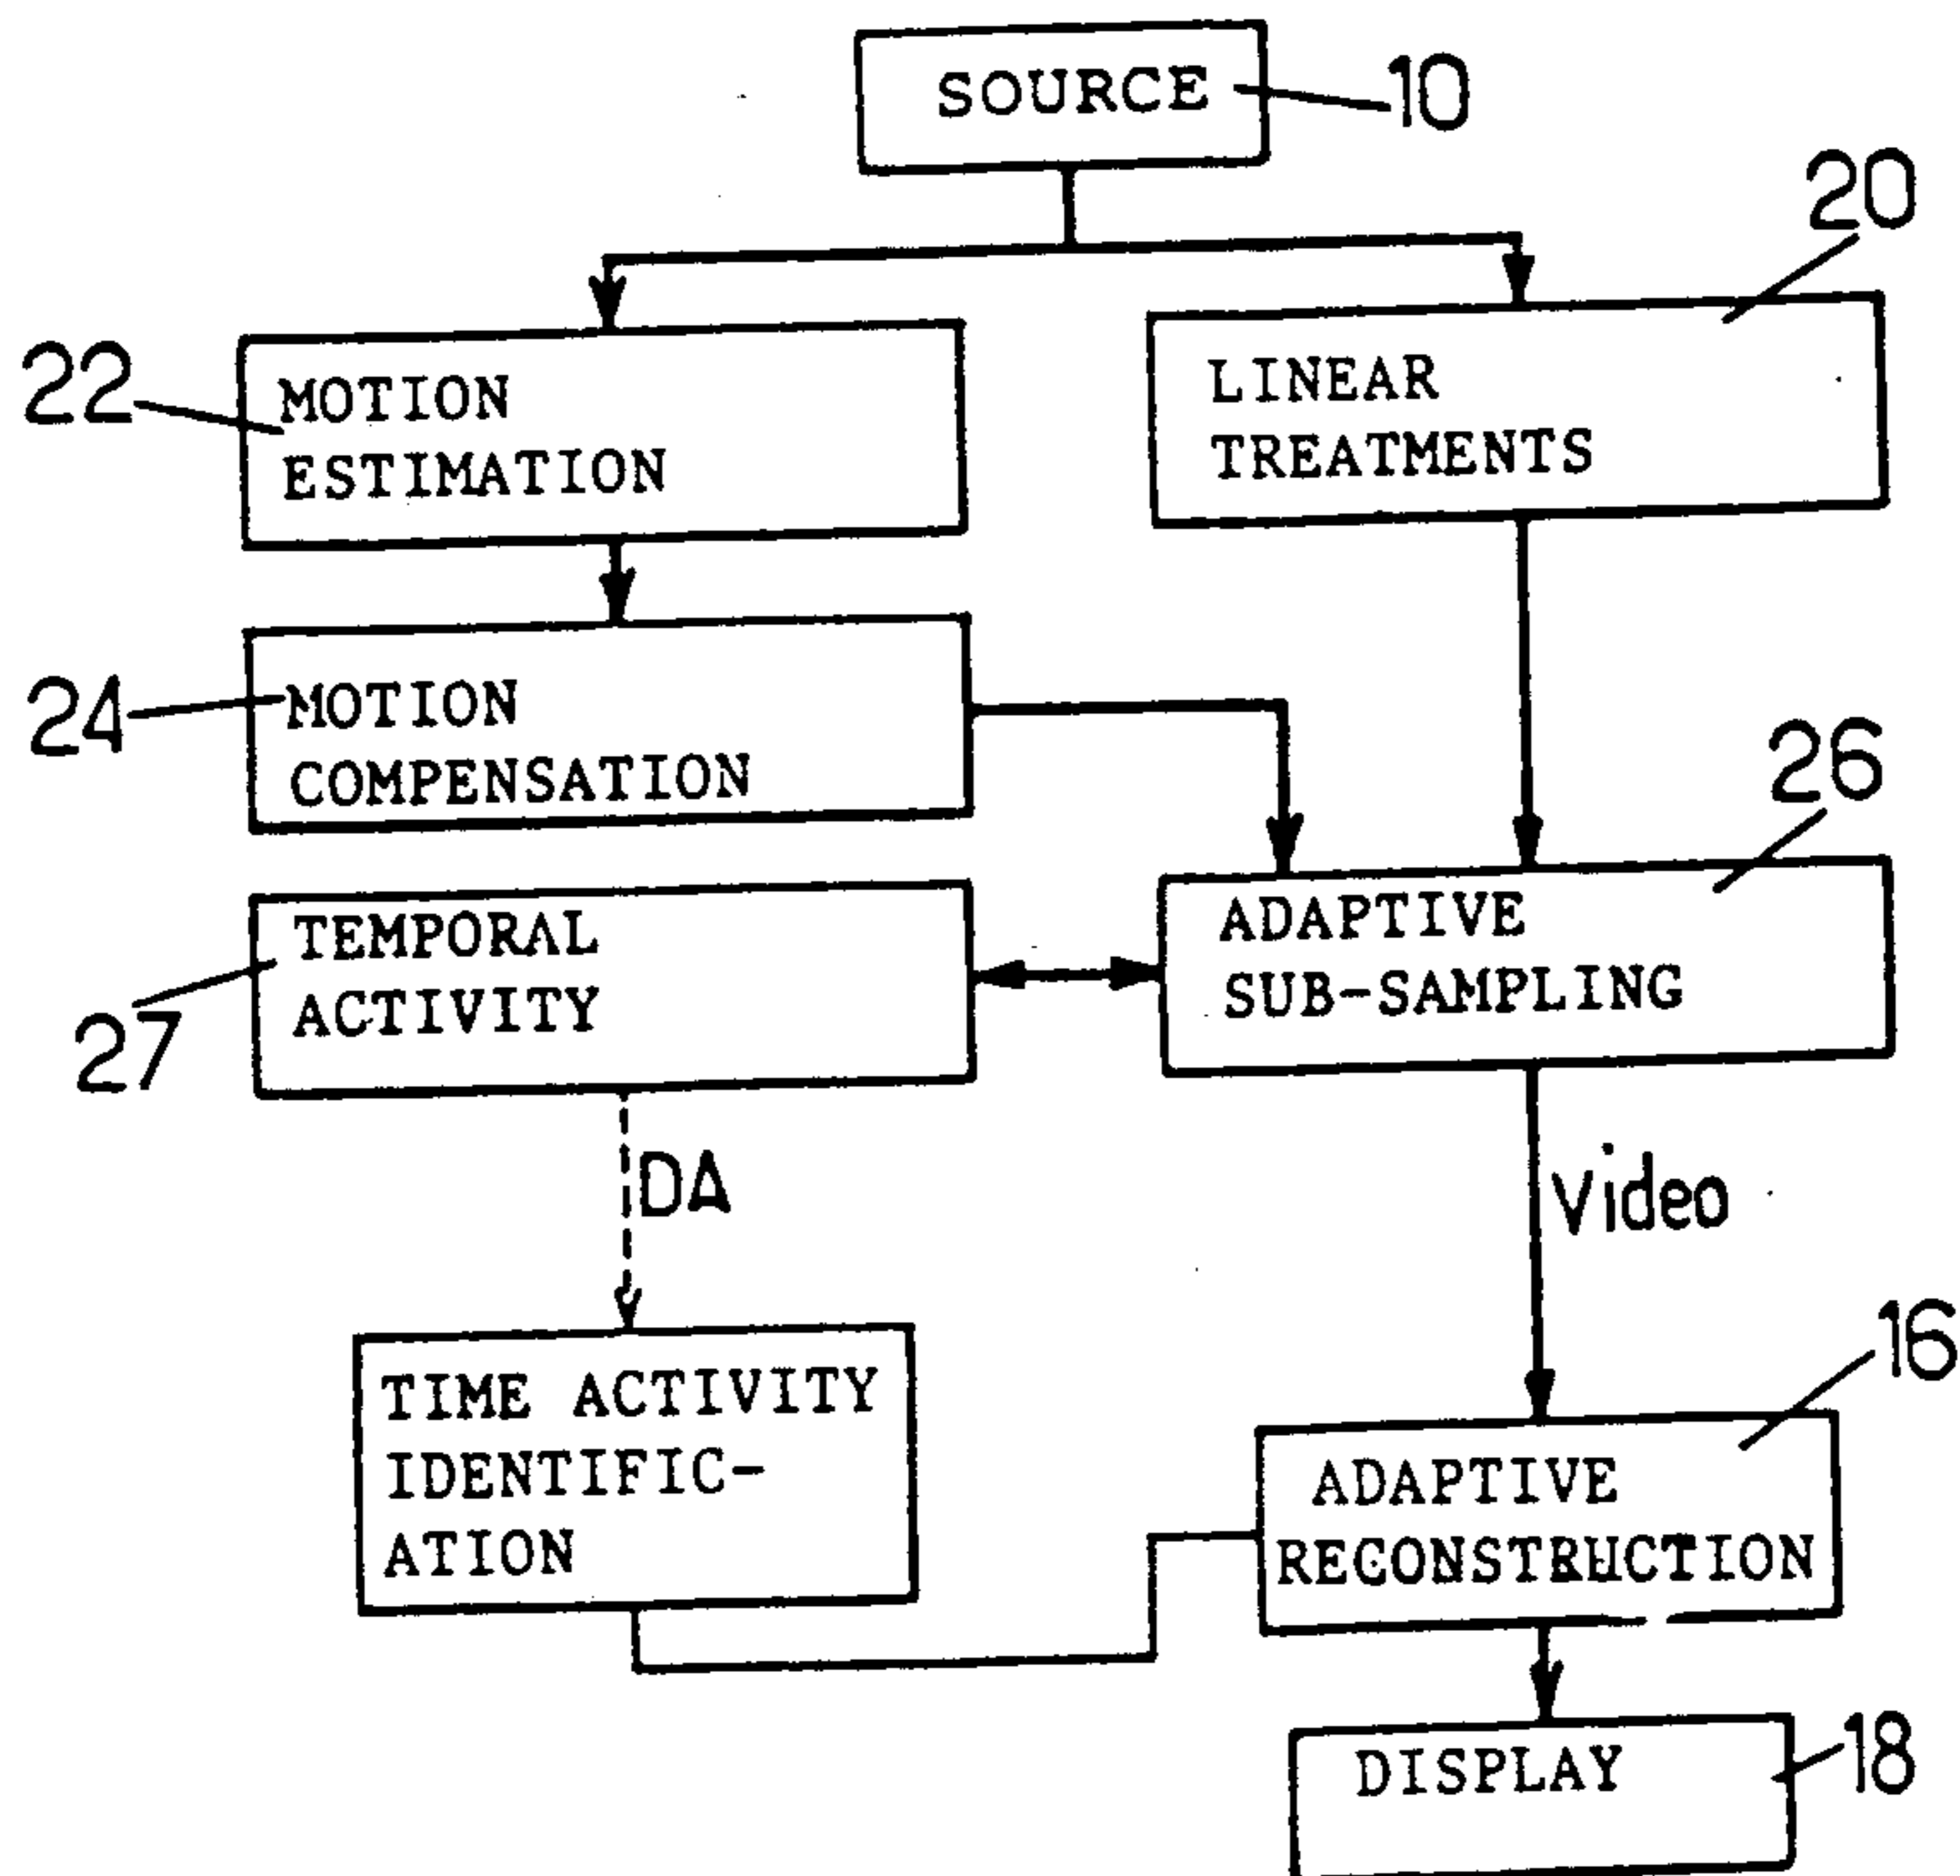 SOURCE
10
20
22
MOTION
ESTIMATION
LINEAR
TREATMENTS
24
MOTION
COMPENSATION
26
TEMPORAL
ACTIVITY
27
ADAPTIVE
SUB-SAMPLING
DA
Video
TIME ACTIVITY
IDENTIFIC-
ATION
16
ADAPTIVE
RECONSTRUCTION
DISPLAY
18